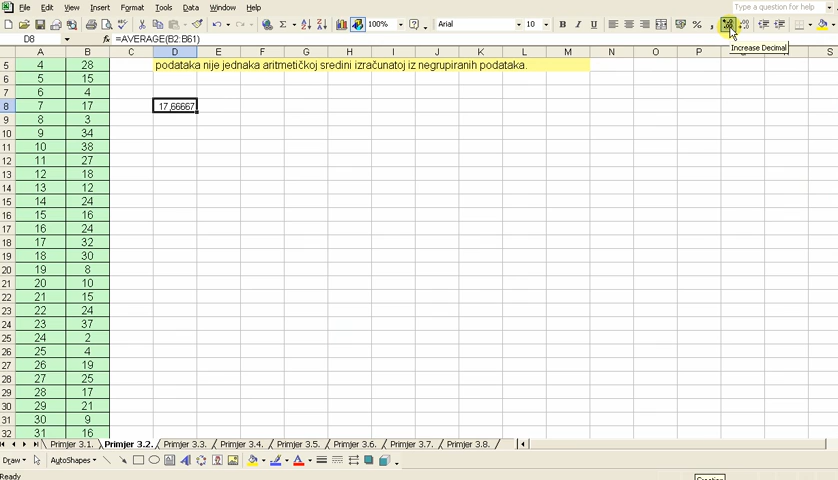 File Edit View Insert Format Tools Data Window Help Type a question for help
100% Arial 10 B I U % ,
D8 =AVERAGE(B2:B61) Increase Decimal
A B C D E F G H I J K L M N O P Q R S
5 4 28 podataka nije jednaka aritmetičkoj sredini izračunatoj iz negrupiranih podataka.
6 5 15
7 6 4
8 7 17 17,66667
9 8 3
10 9 34
11 10 38
12 11 27
13 12 18
14 13 12
15 14 24
16 15 16
17 16 24
18 17 32
19 18 30
20 19 8
21 20 10
22 21 15
23 22 24
24 23 37
25 24 2
26 25 4
27 26 19
28 27 25
29 28 17
30 29 21
31 30 9
32 31 16
Primjer 3.1. Primjer 3.2. Primjer 3.3. Primjer 3.4. Primjer 3.5. Primjer 3.6. Primjer 3.7. Primjer 3.8.
Draw AutoShapes
Ready